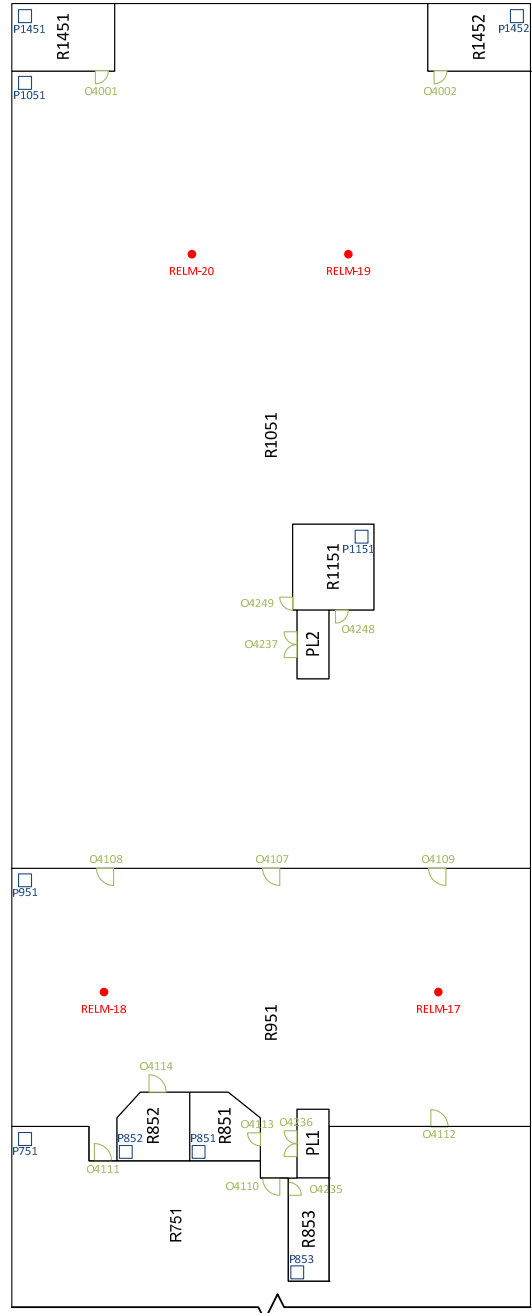 P1451
R1451
R1452
P1452
P1051
O4001
O4002
RELM-20
RELM-19
R1051
P1151
R1151
O4249
O4248
O4237
PL2
O4108
O4107
O4109
P951
RELM-18
R951
RELM-17
O4114
O4113
O4236
O4112
P852
R852
P851
R851
PL1
P751
O4111
O4110
O4235
R751
R853
P853